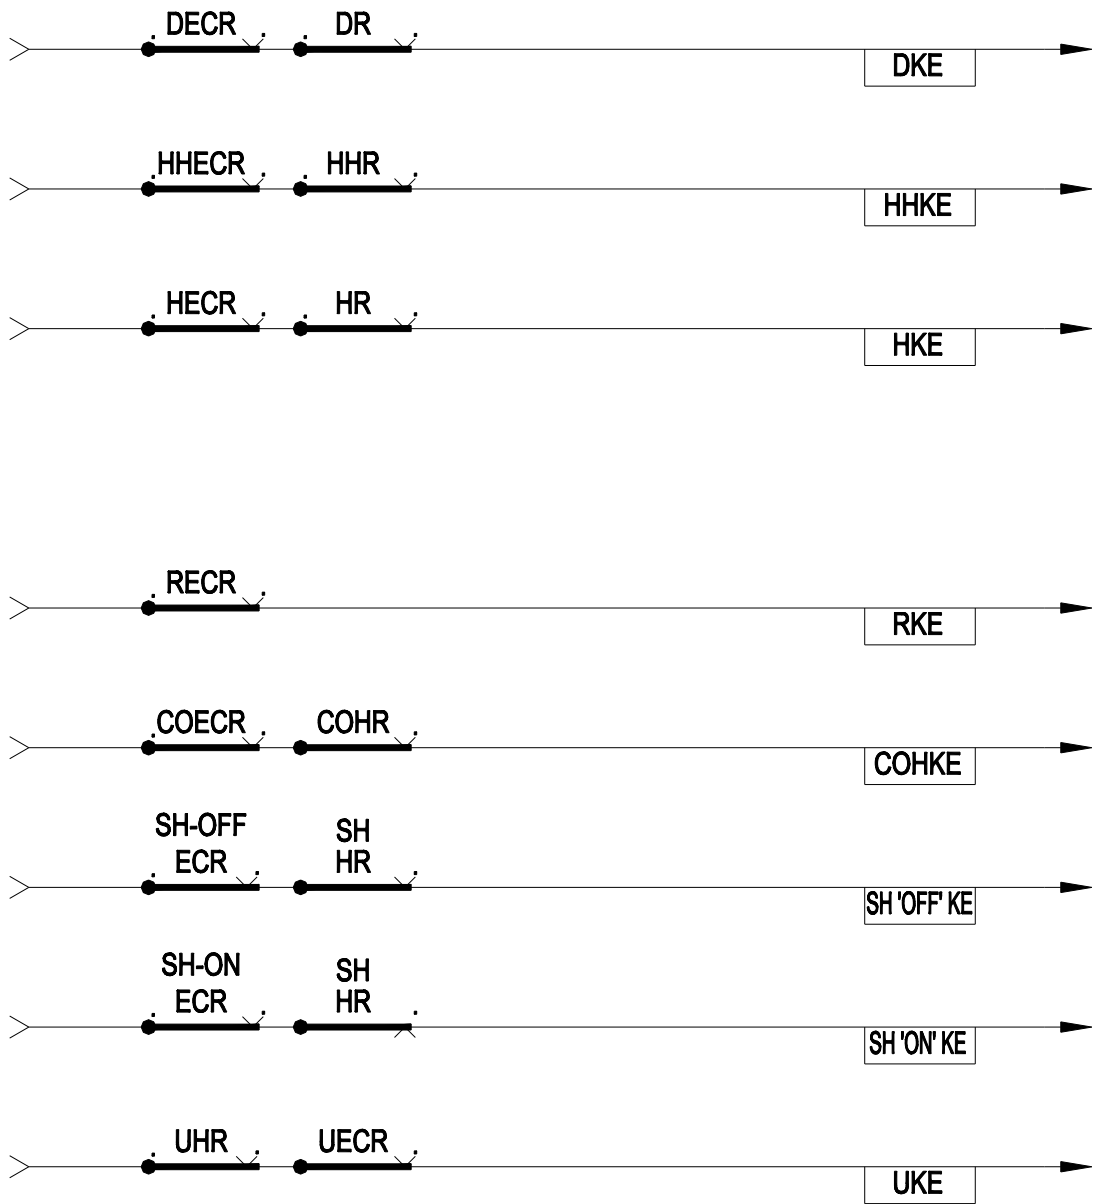 DECR DR
DKE
HHECR HHR
HHKE
HECR HR
HKE
RECR
RKE
COECR COHR
COHKE
SH-OFF SH
ECR HR
SH 'OFF' KE
SH-ON SH
ECR HR
SH 'ON' KE
UHR UECR
UKE